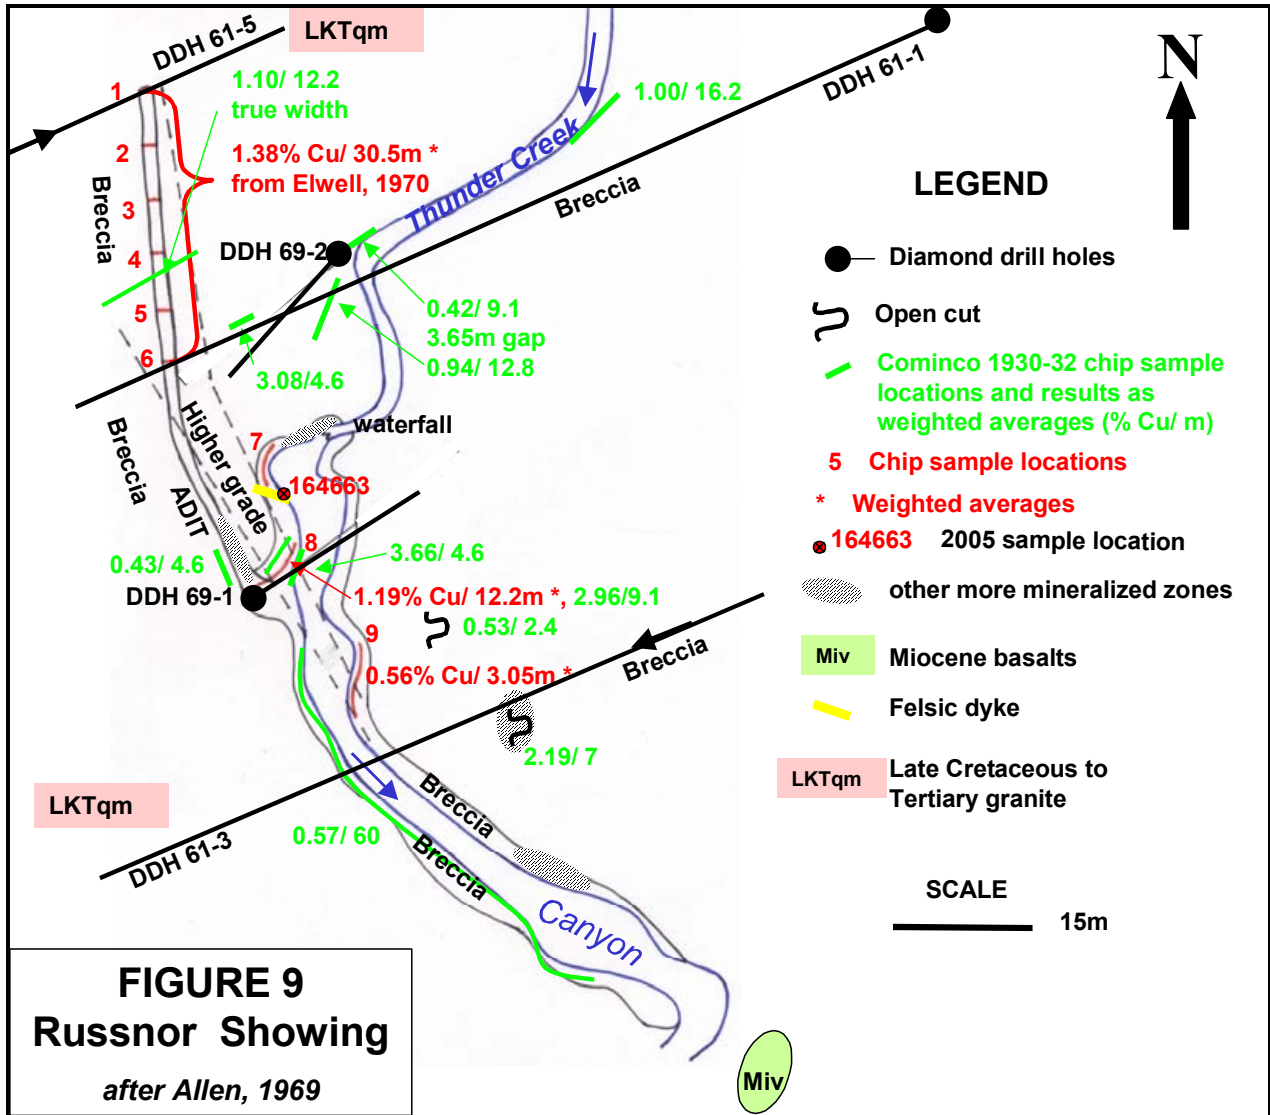 DDH 61-5
LKTqm
DDH 61-1
N
1
1.10/ 12.2
true width
1.00/ 16.2
2
1.38% Cu/ 30.5m *
from Elwell, 1970
Thunder Creek
Breccia
Breccia
3
4
5
6
DDH 69-2
0.42/ 9.1
3.65m gap
0.94/ 12.8
3.08/4.6
LEGEND
Diamond drill holes
Open cut
Cominco 1930-32 chip sample
locations and results as
weighted averages (% Cu/ m)
5 Chip sample locations
* Weighted averages
164663 2005 sample location
other more mineralized zones
Miv Miocene basalts
Felsic dyke
LKTqm Late Cretaceous to
Tertiary granite
SCALE
15m
Breccia
Higher grade
ADIT
waterfall
7
164663
8
3.66/ 4.6
0.43/ 4.6
DDH 69-1
1.19% Cu/ 12.2m *, 2.96/9.1
0.53/ 2.4
9
0.56% Cu/ 3.05m *
Breccia
2.19/ 7
LKTqm
DDH 61-3
0.57/ 60
Breccia
Breccia
Canyon
Miv
FIGURE 9
Russnor Showing
after Allen, 1969